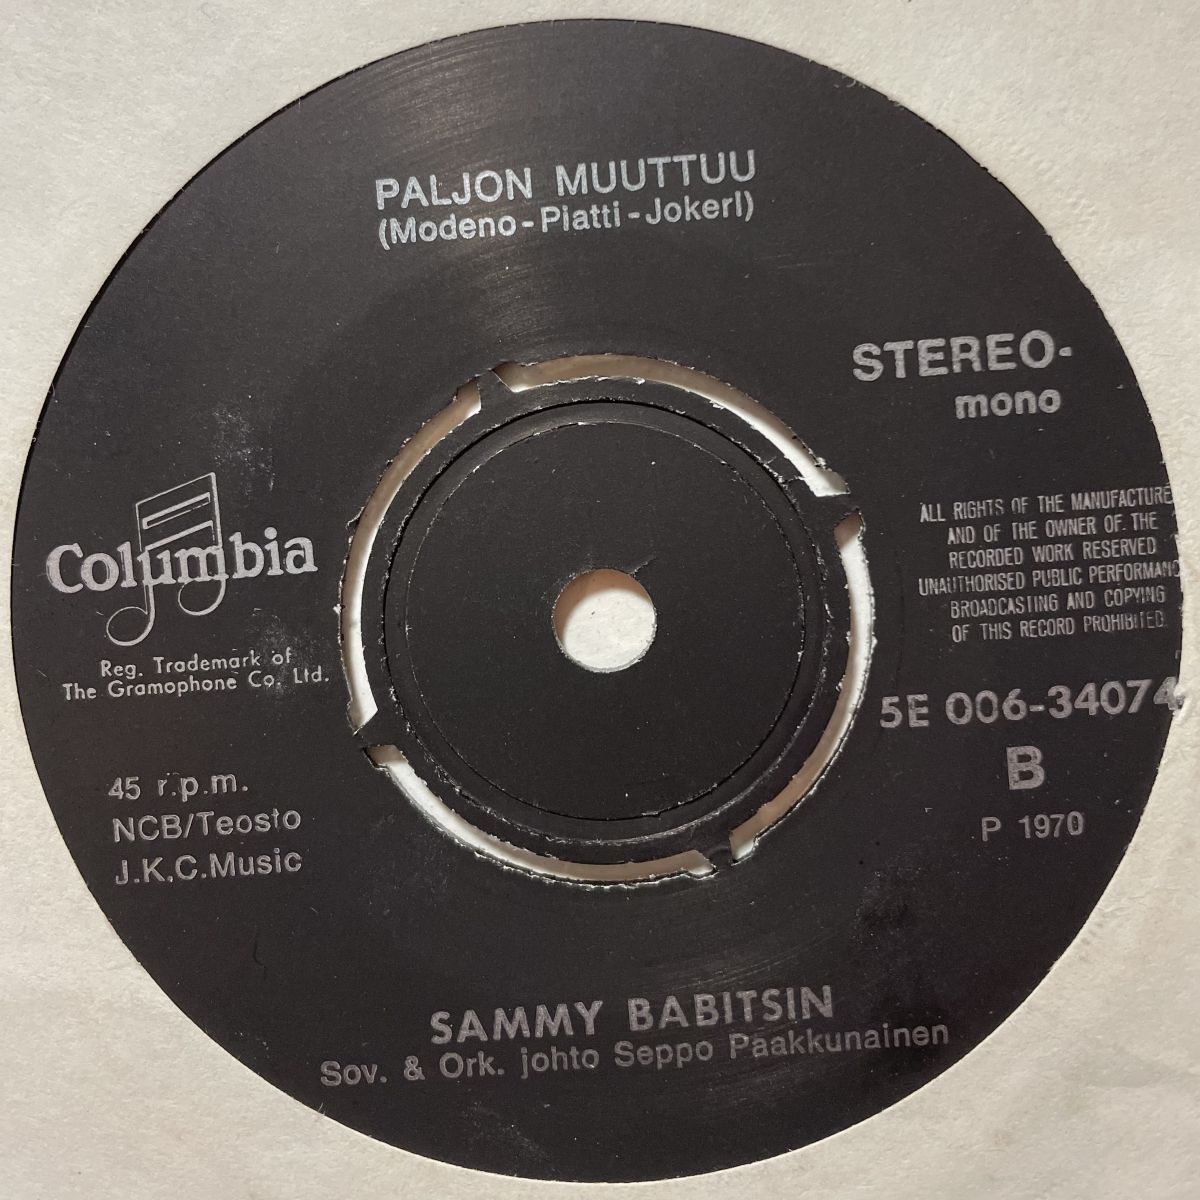 PALJON MUUTTUU
(Modeno-Piatti-Jokerl)
STEREO-
mono
ALL RIGHTS OF THE MANUFACTURE
AND OF THE OWNER OF THE
RECORDED WORK RESERVED
UNAUTHORISED PUBLIC PERFORMANC
BROADCASTING AND COPYING
OF THIS RECORD PROHIBITED
Columbia
Reg. Trademark of
The Gramophone Co. Ltd.
5E 006-34074
B
P 1970
45 r.p.m.
NCB/Teosto
J.K.C.Music
SAMMY BABITSIN
Sov. & Ork. johto Seppo Paakkunainen